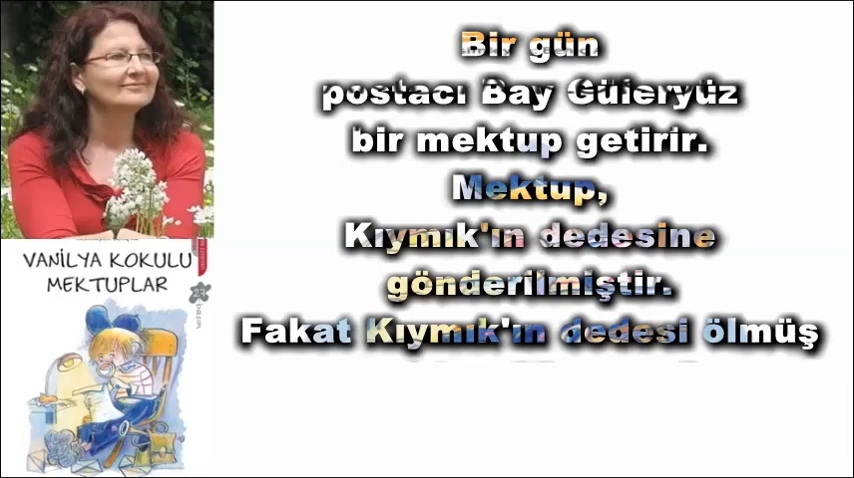 Bir gün
postacı Bay Güleryüz
bir mektup getirir.
Mektup,
Kıymık'ın dedesine
gönderilmiştir.
Fakat Kıymık'ın dedesi ölmüş
VANİLYA KOKULU
MEKTUPLAR